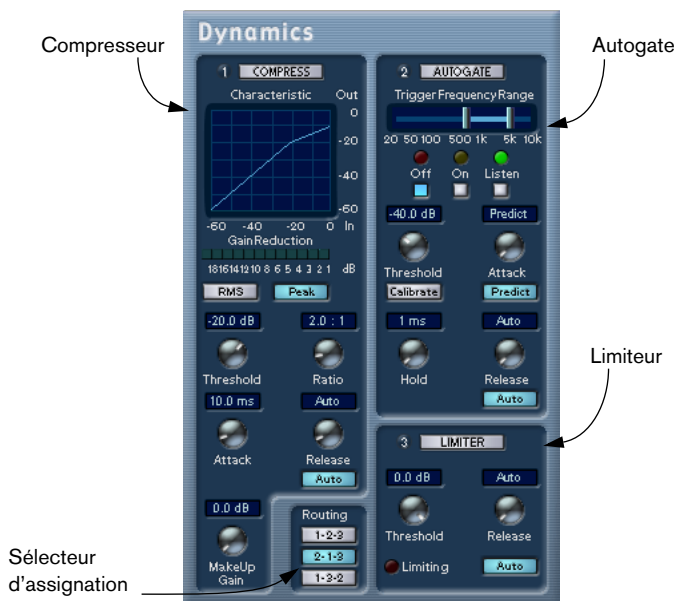 Compresseur
Autogate
Limiteur
Sélecteur
d'assignation
Dynamics
1 COMPRESS
Characteristic Out
0
-20
-40
-60
-60 -40 -20 0 In
Gain Reduction
18 16 14 12 10 8 6 5 4 3 2 1 dB
RMS Peak
-20.0 dB 2.0 : 1
Threshold Ratio
10.0 ms Auto
Attack Release
Auto
0.0 dB
MakeUp
Gain
Routing
1-2-3
2-1-3
1-3-2
2 AUTOGATE
Trigger Frequency Range
20 50 100 500 1k 5k 10k
Off On Listen
-40.0 dB Predict
Threshold Attack
Calibrate Predict
1 ms Auto
Hold Release
Auto
3 LIMITER
0.0 dB Auto
Threshold Release
Limiting Auto